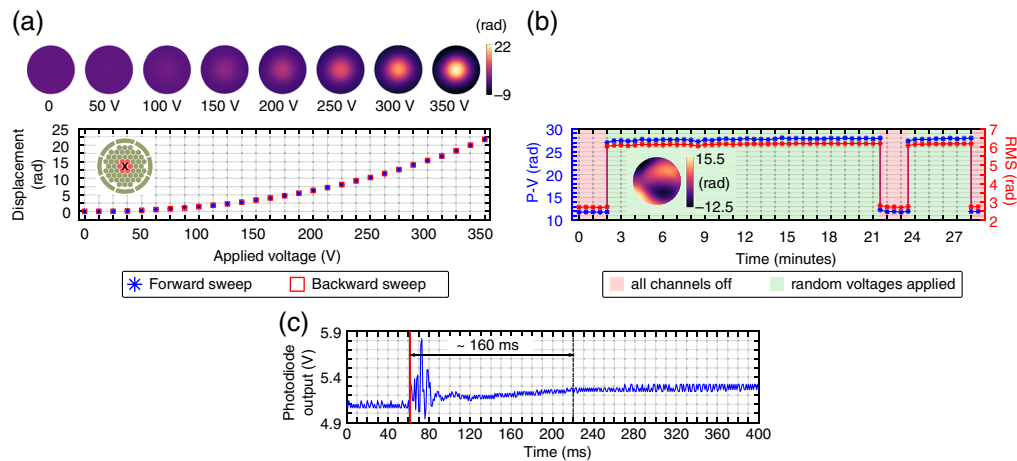 (a)
(rad)
22
−9
0 50 V 100 V 150 V 200 V 250 V 300 V 350 V
Displacement
(rad)
25
20
15
10
5
0
X
0 50 100 150 200 250 300 350
Applied voltage (V)
Forward sweep Backward sweep
(b)
P-V (rad)
30
25
20
15
10
15.5
(rad)
−12.5
7
6
5
4
3
2
RMS (rad)
0 3 6 9 12 15 18 21 24 27
Time (minutes)
all channels off random voltages applied
(c)
Photodiode
output (V)
5.9
5.4
4.9
~ 160 ms
0 40 80 120 160 200 240 280 320 360 400
Time (ms)